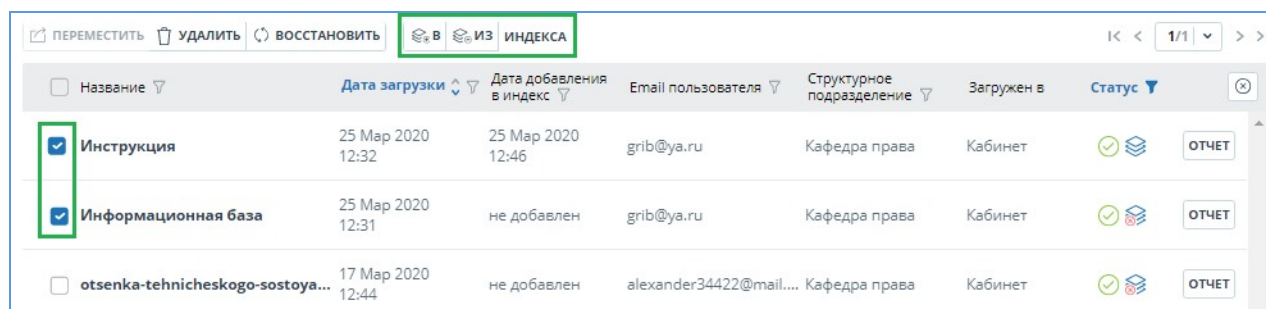 ПЕРЕМЕСТИТЬ УДАЛИТЬ ВОССТАНОВИТЬ В ИЗ ИНДЕКСА 1/1
Название Дата загрузки Дата добавления в индекс Email пользователя Структурное подразделение Загружен в Статус
Инструкция 25 Мар 2020 12:32 25 Мар 2020 12:46 grib@ya.ru Кафедра права Кабинет ОТЧЕТ
Информационная база 25 Мар 2020 12:31 не добавлен grib@ya.ru Кафедра права Кабинет ОТЧЕТ
otsenka-tehnicheskogo-sostoya... 17 Мар 2020 12:44 не добавлен alexander34422@mail.... Кафедра права Кабинет ОТЧЕТ